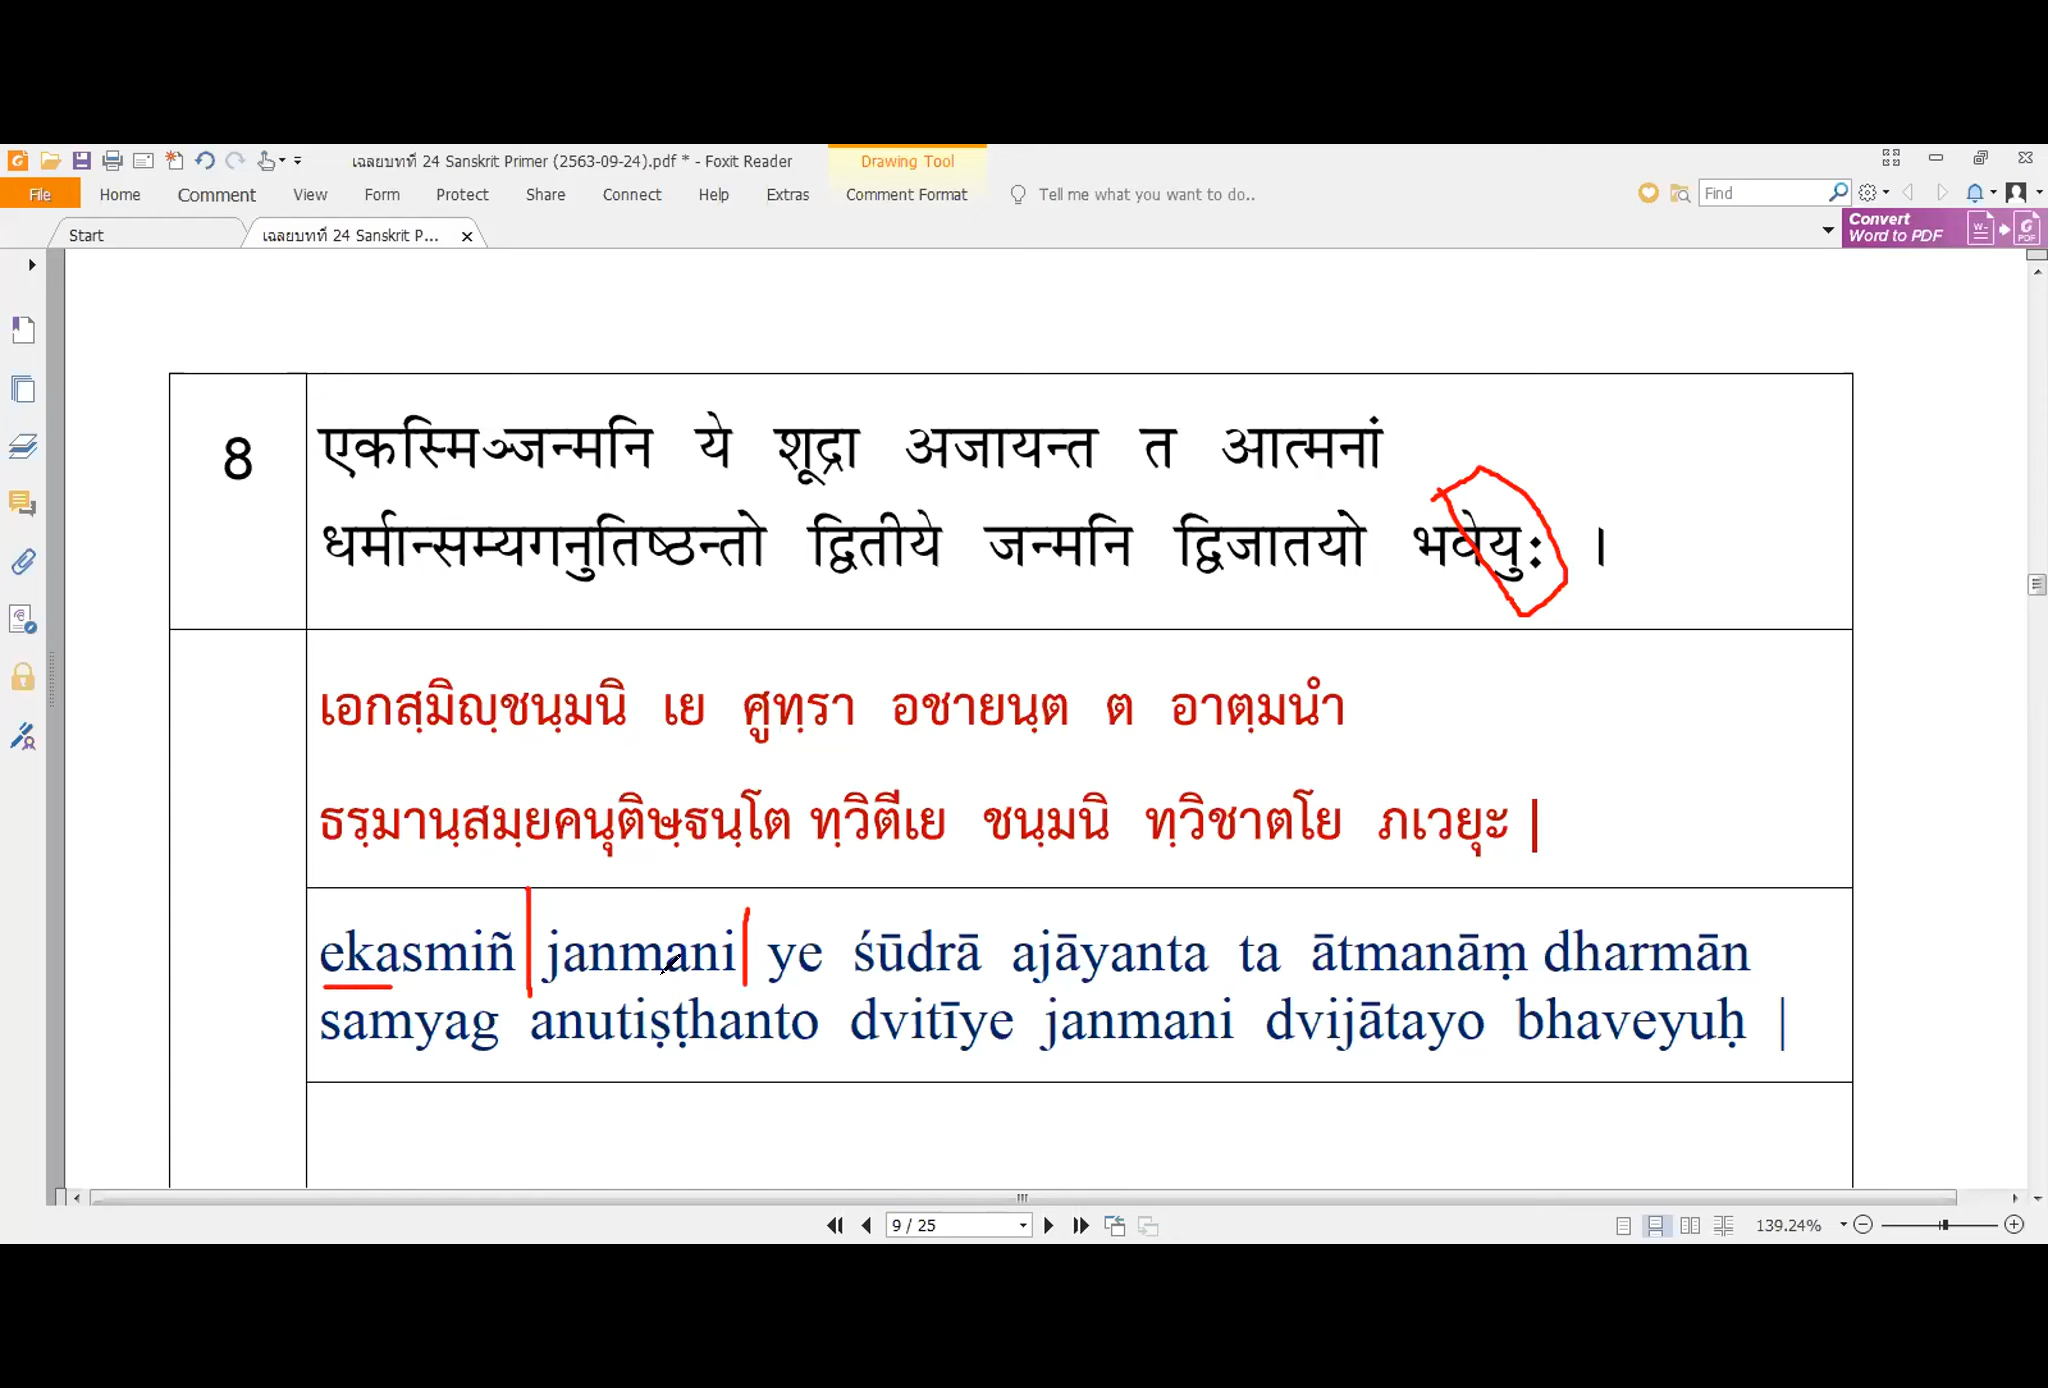 เฉลยบทที่ 24 Sanskrit Primer (2563-09-24).pdf * - Foxit Reader
Drawing Tool
File Home Comment View Form Protect Share Connect Help Extras Comment Format Tell me what you want to do.. Find
Start
เฉลยบทที่ 24 Sanskrit P...
Convert
Word to PDF
8
एकस्मिञ्जन्मनि ये शूद्रा अजायन्त त आत्मनां
धर्मान्सम्यगनुतिष्ठन्तो द्वितीये जन्मनि द्विजातयो भवेयुः ।
เอกสฺมิญฺชนฺมนิ เย ศูทฺรา อชายนฺต ต อาตฺมนำ
ธรฺมานฺสมฺยคนุติษฺฐนฺโต ทฺวิตีเย ชนฺมนิ ทฺวิชาตโย ภเวยุะ |
ekasmiñ janmani ye śūdrā ajāyanta ta ātmanāṃ dharmān
samyag anutiṣṭhanto dvitīye janmani dvijātayo bhaveyuḥ |
9 / 25
139.24%